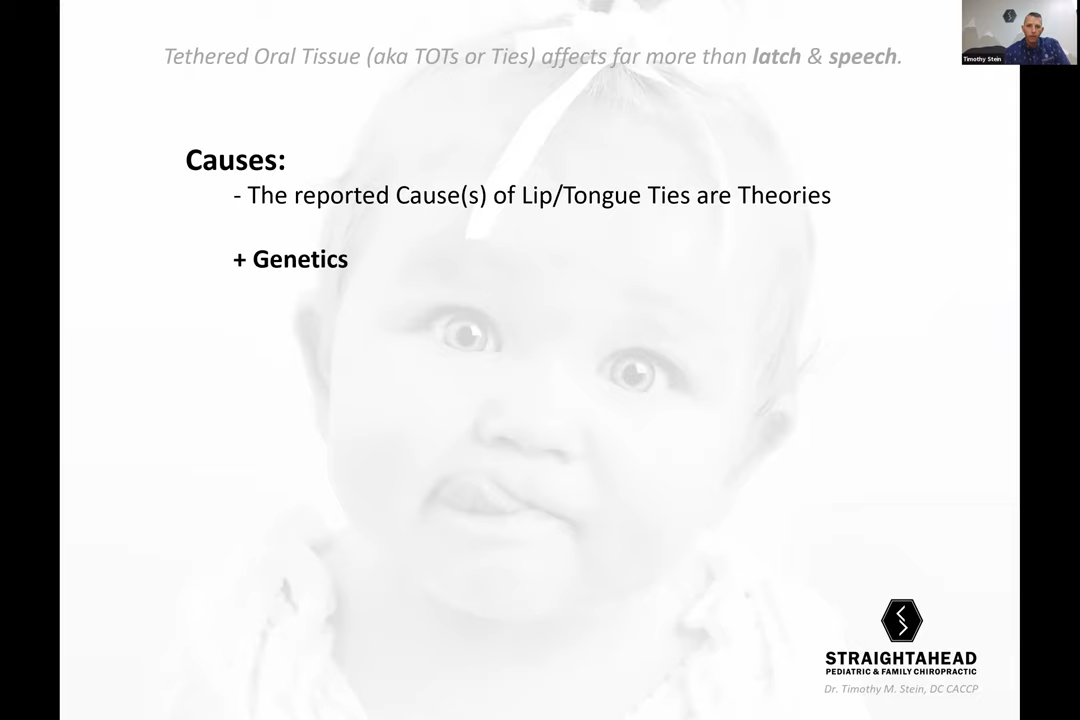 Tethered Oral Tissue (aka TOTs or Ties) affects far more than latch & speech.
Timothy Stein
Causes:
- The reported Cause(s) of Lip/Tongue Ties are Theories
+ Genetics
STRAIGHTAHEAD
PEDIATRIC & FAMILY CHIROPRACTIC
Dr. Timothy M. Stein, DC CACCP